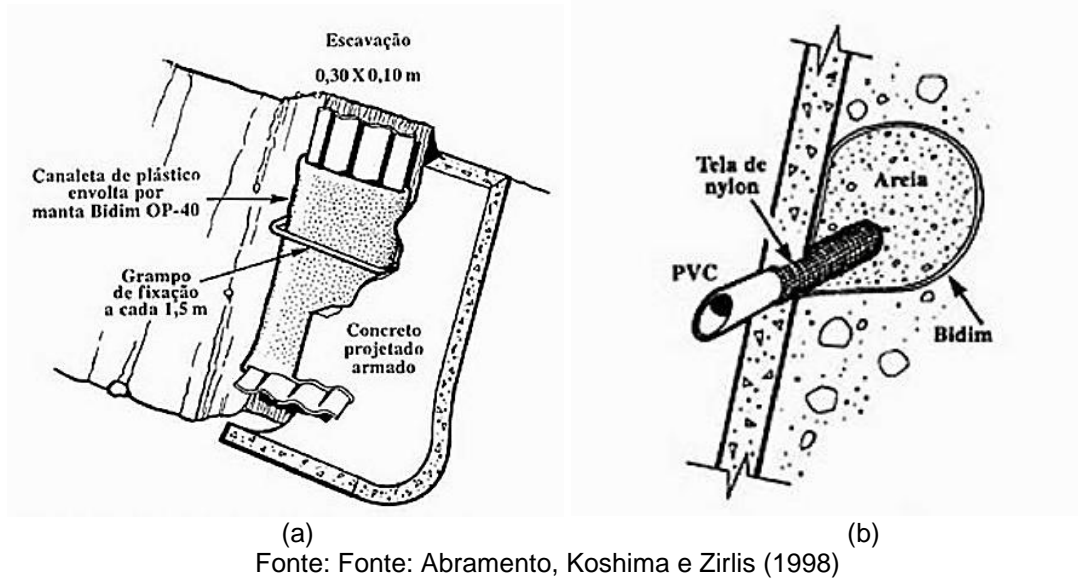 Escavação
0,30 X 0,10 m
Canaleta de plástico
envolta por
manta Bidim OP-40
Grampo
de fixação
a cada 1,5 m
Concreto
projetado
armado
Tela de
nylon
Areia
PVC
Bidim
(a)
(b)
Fonte: Fonte: Abramento, Koshima e Zirlis (1998)